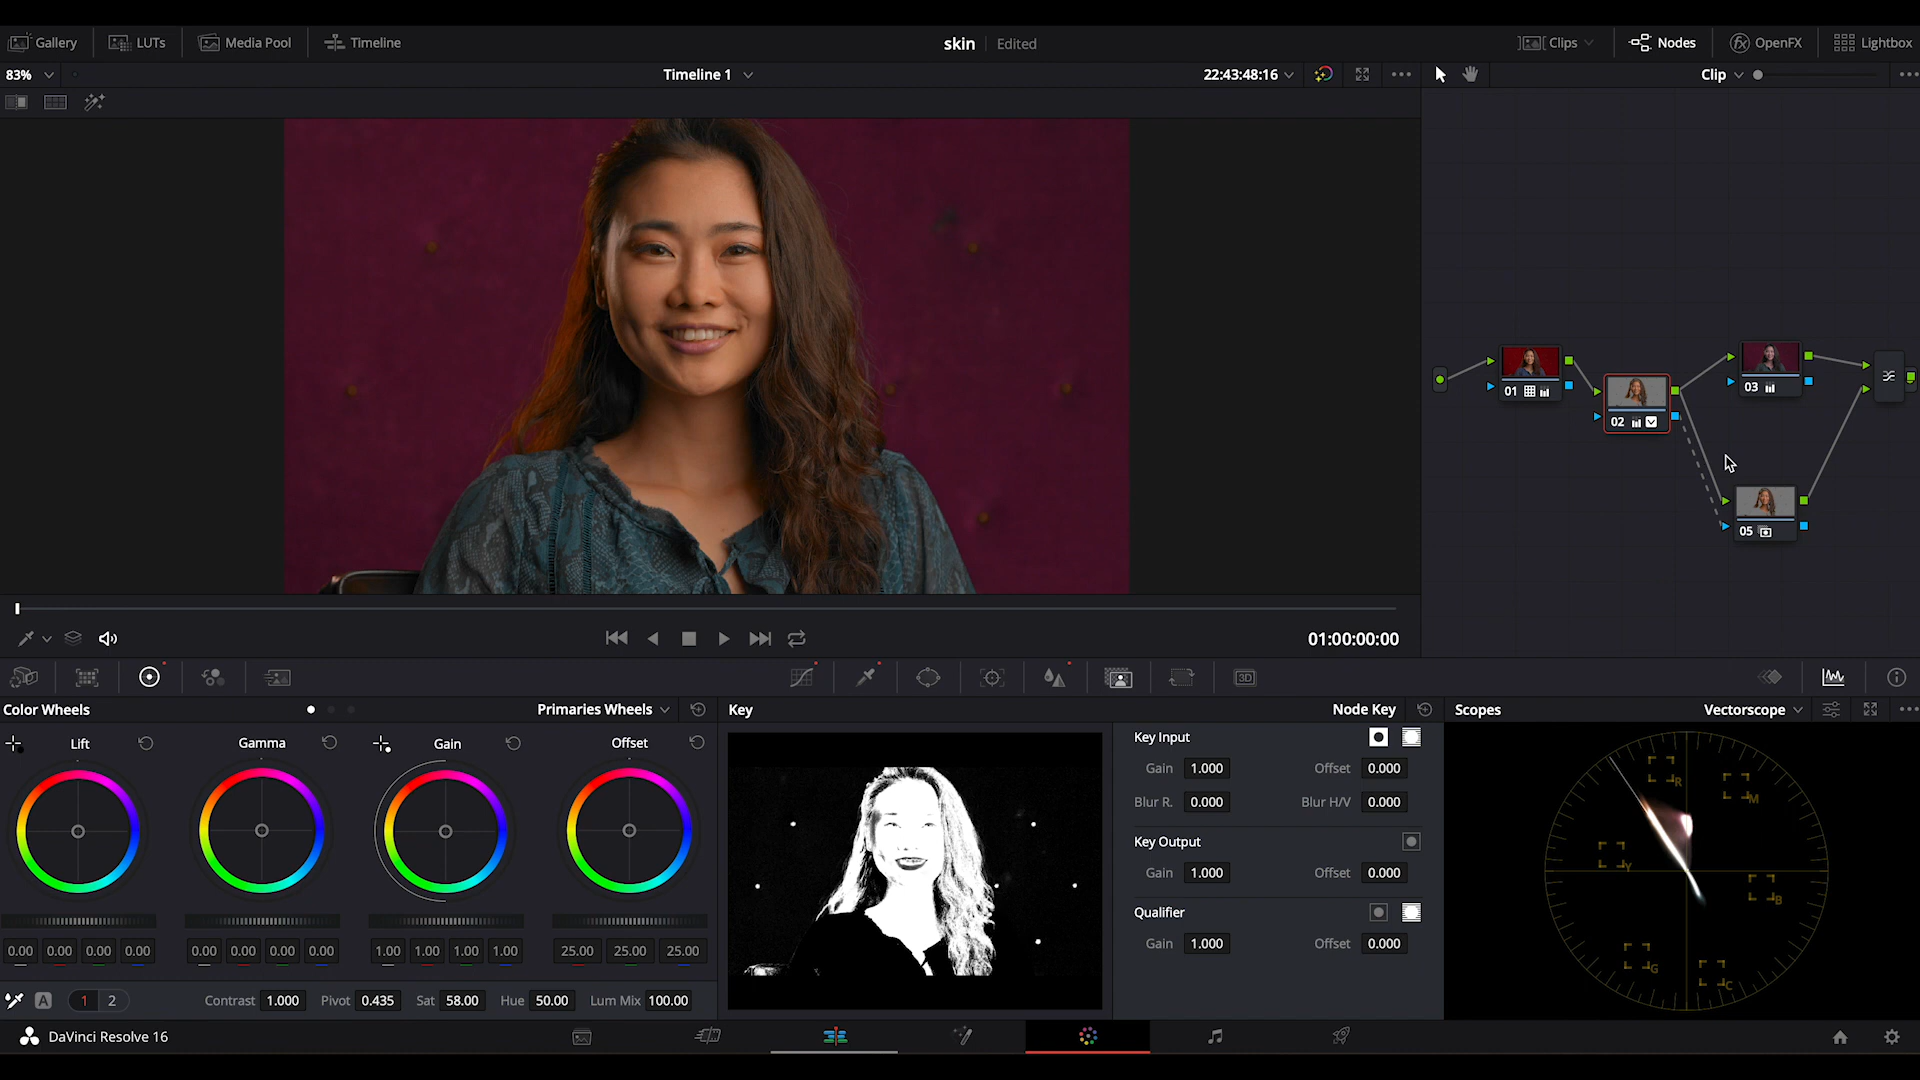 Gallery LUTs Media Pool Timeline skin Edited Clips Nodes OpenFX Lightbox
83% Timeline 1 22:43:48:16 Clip
01 02 03 05
01:00:00:00
3D
Color Wheels Primaries Wheels Key Node Key Scopes Vectorscope
Lift Gamma Gain Offset
0.00 0.00 0.00 0.00 0.00 0.00 0.00 0.00 1.00 1.00 1.00 1.00 25.00 25.00 25.00
A 1 2 Contrast 1.000 Pivot 0.435 Sat 58.00 Hue 50.00 Lum Mix 100.00
Key Input
Gain 1.000 Offset 0.000
Blur R. 0.000 Blur H/V 0.000
Key Output
Gain 1.000 Offset 0.000
Qualifier
Gain 1.000 Offset 0.000
R M
Y B
G C
DaVinci Resolve 16